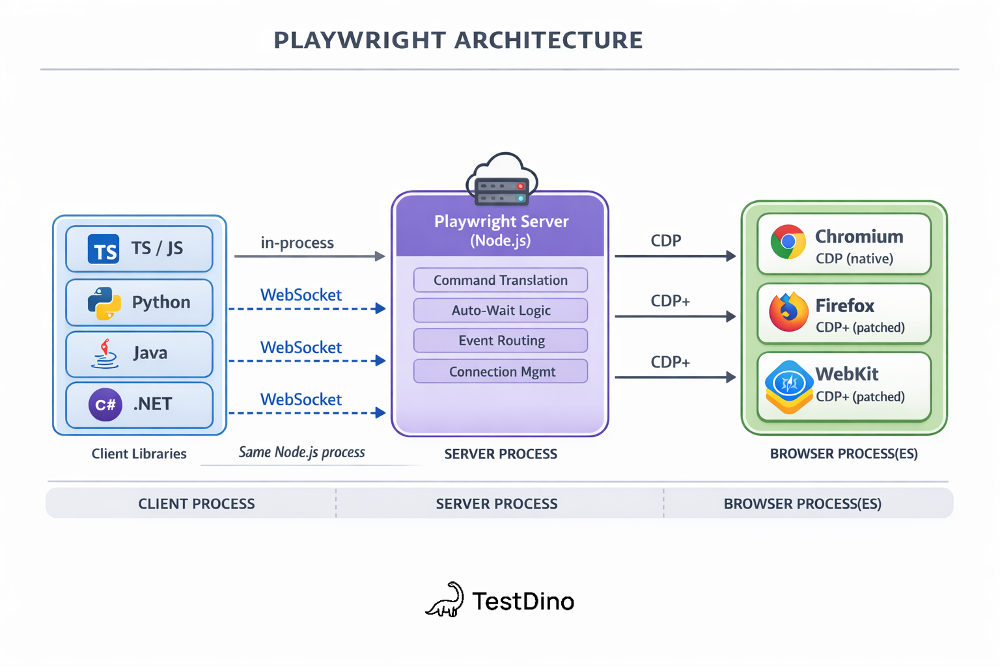 PLAYWRIGHT ARCHITECTURE
TS
TS / JS
Python
Java
C#
.NET
Client Libraries
in-process
WebSocket
WebSocket
WebSocket
Same Node.js process
Playwright Server
(Node.js)
Command Translation
Auto-Wait Logic
Event Routing
Connection Mgmt
SERVER PROCESS
CDP
CDP+
CDP+
Chromium
CDP (native)
Firefox
CDP+ (patched)
WebKit
CDP+ (patched)
BROWSER PROCESS(ES)
CLIENT PROCESS
SERVER PROCESS
BROWSER PROCESS(ES)
TestDino